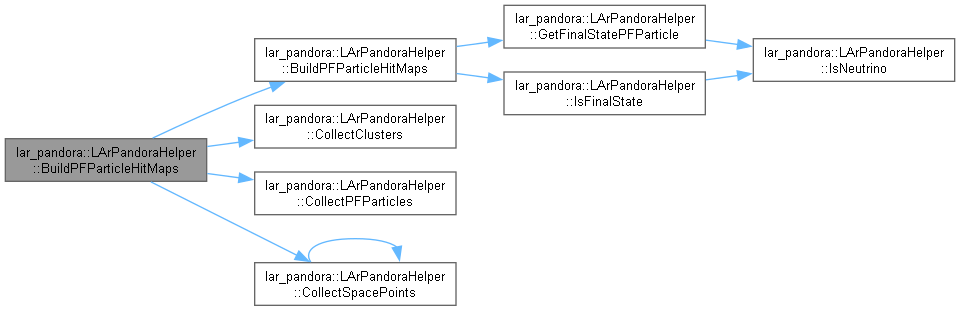 lar_pandora::LArPandoraHelper
::BuildPFParticleHitMaps
lar_pandora::LArPandoraHelper
::BuildPFParticleHitMaps
lar_pandora::LArPandoraHelper
::CollectClusters
lar_pandora::LArPandoraHelper
::CollectPFParticles
lar_pandora::LArPandoraHelper
::CollectSpacePoints
lar_pandora::LArPandoraHelper
::GetFinalStatePFParticle
lar_pandora::LArPandoraHelper
::IsFinalState
lar_pandora::LArPandoraHelper
::IsNeutrino